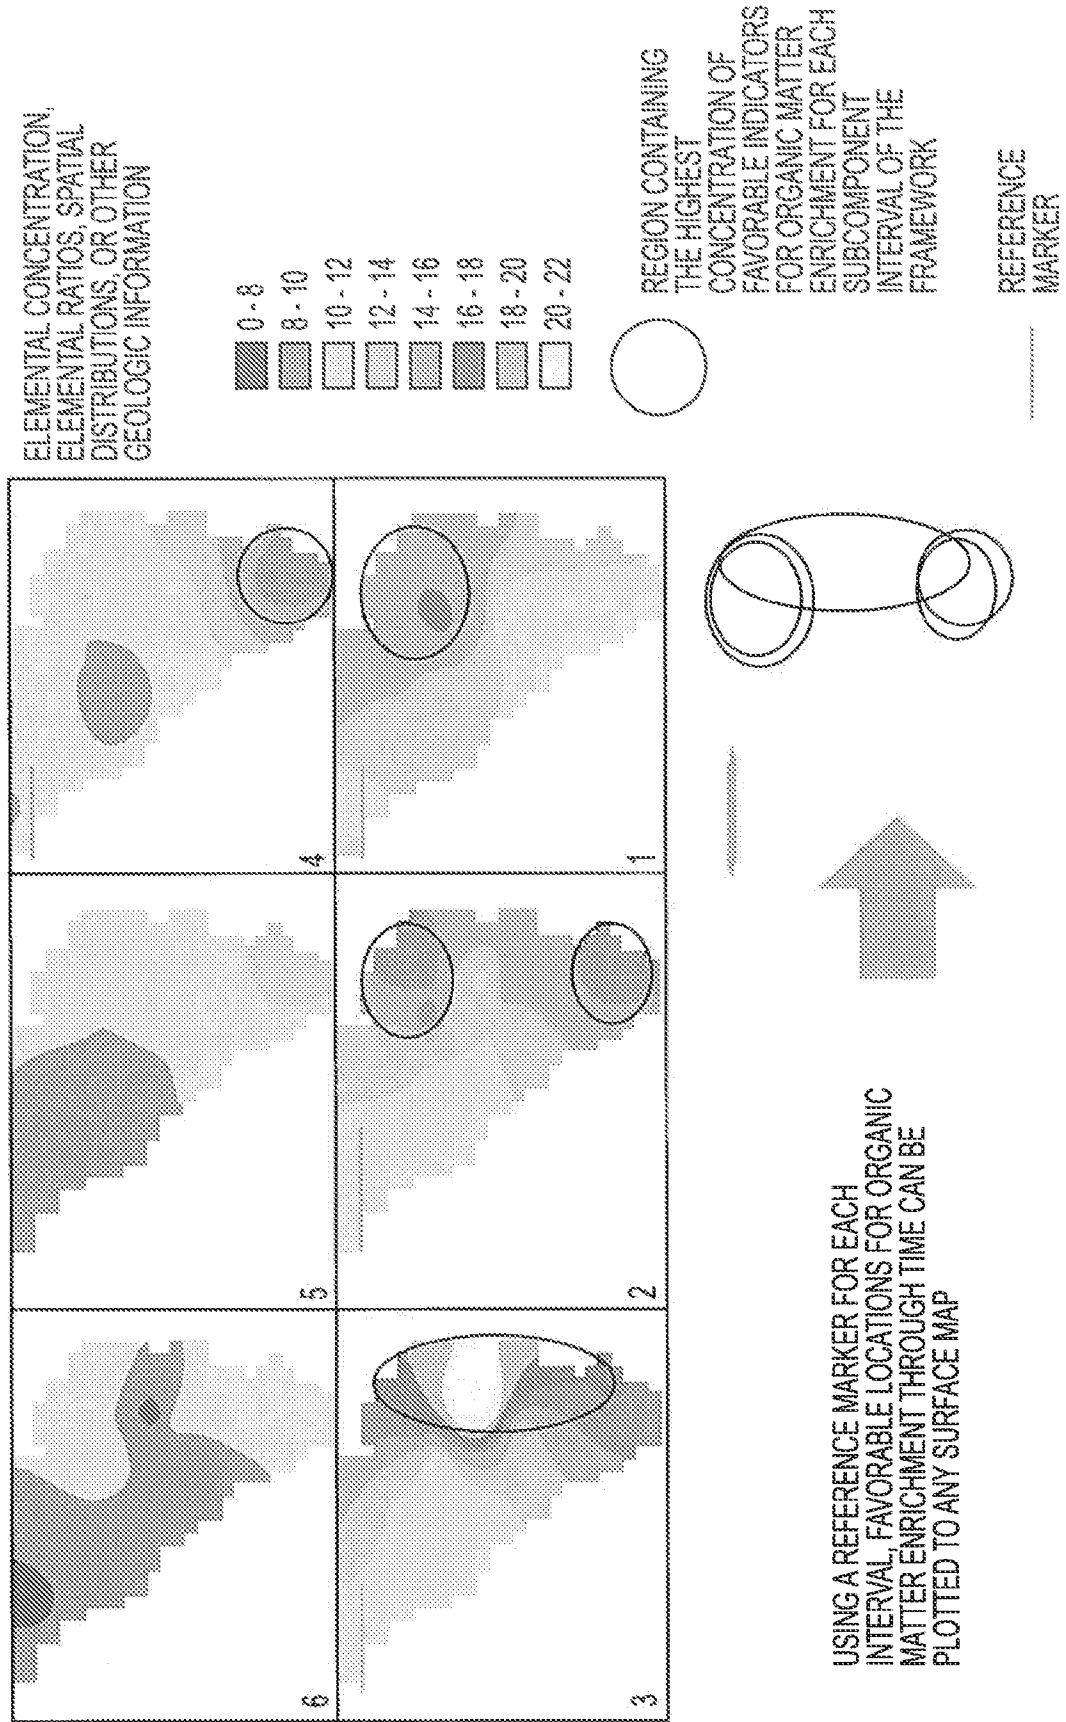 ELEMENTAL CONCENTRATION,
ELEMENTAL RATIOS, SPATIAL
DISTRIBUTIONS, OR OTHER
GEOLOGIC INFORMATION
0 - 8
8 - 10
10 - 12
12 - 14
14 - 16
16 - 18
18 - 20
20 - 22
REGION CONTAINING
THE HIGHEST
CONCENTRATION OF
FAVORABLE INDICATORS
FOR ORGANIC MATTER
ENRICHMENT FOR EACH
SUBCOMPONENT
INTERVAL OF THE
FRAMEWORK
REFERENCE
MARKER
6
5
4
3
2
1
USING A REFERENCE MARKER FOR EACH
INTERVAL, FAVORABLE LOCATIONS FOR ORGANIC
MATTER ENRICHMENT THROUGH TIME CAN BE
PLOTTED TO ANY SURFACE MAP